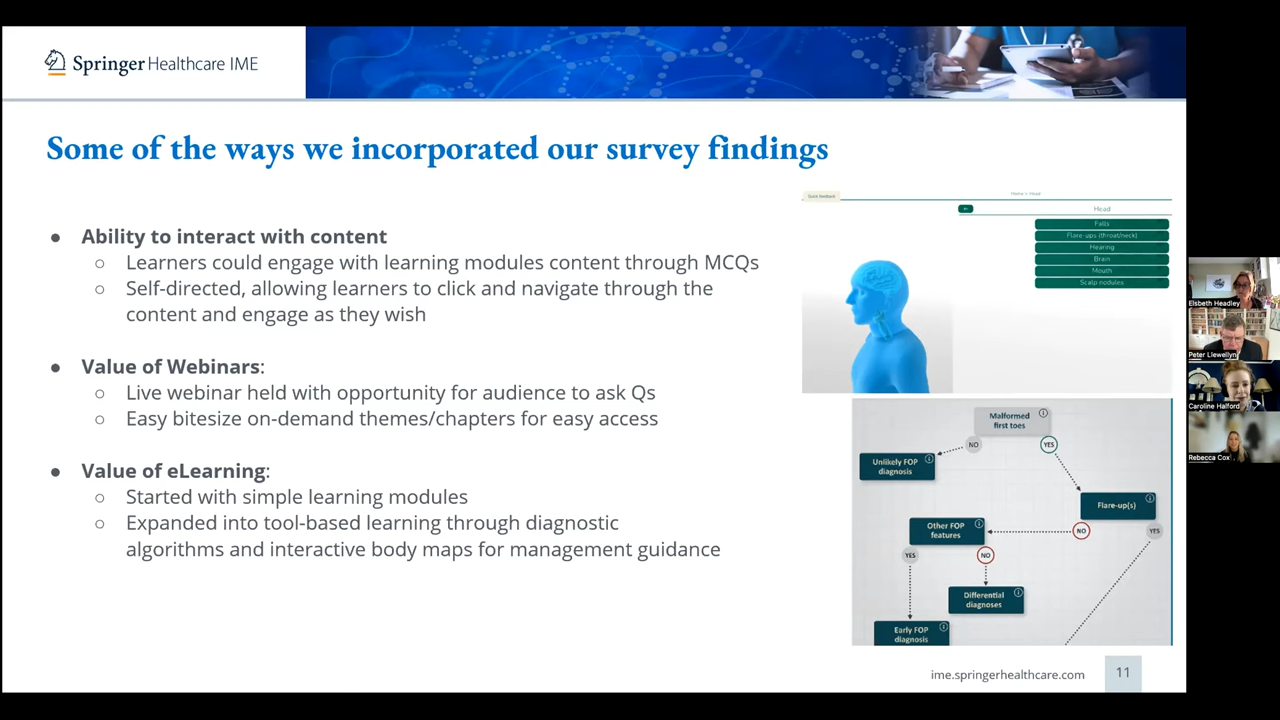 Springer Healthcare IME
Some of the ways we incorporated our survey findings
● Ability to interact with content
○ Learners could engage with learning modules content through MCQs
○ Self-directed, allowing learners to click and navigate through the
content and engage as they wish
● Value of Webinars:
○ Live webinar held with opportunity for audience to ask Qs
○ Easy bitesize on-demand themes/chapters for easy access
● Value of eLearning:
○ Started with simple learning modules
○ Expanded into tool-based learning through diagnostic
algorithms and interactive body maps for management guidance
Quick feedback
Home > Head
Head
Falls
Flare-ups (throat/neck)
Hearing
Brain
Mouth
Scalp nodules
Malformed
first toes
NO
YES
Unlikely FOP
diagnosis
Flare-up(s)
Other FOP
features
NO
YES
YES
NO
Differential
diagnoses
Early FOP
diagnosis
ime.springerhealthcare.com
11
Elsbeth Headley
Peter Llewellyn
Caroline Halford
Rebecca Cox